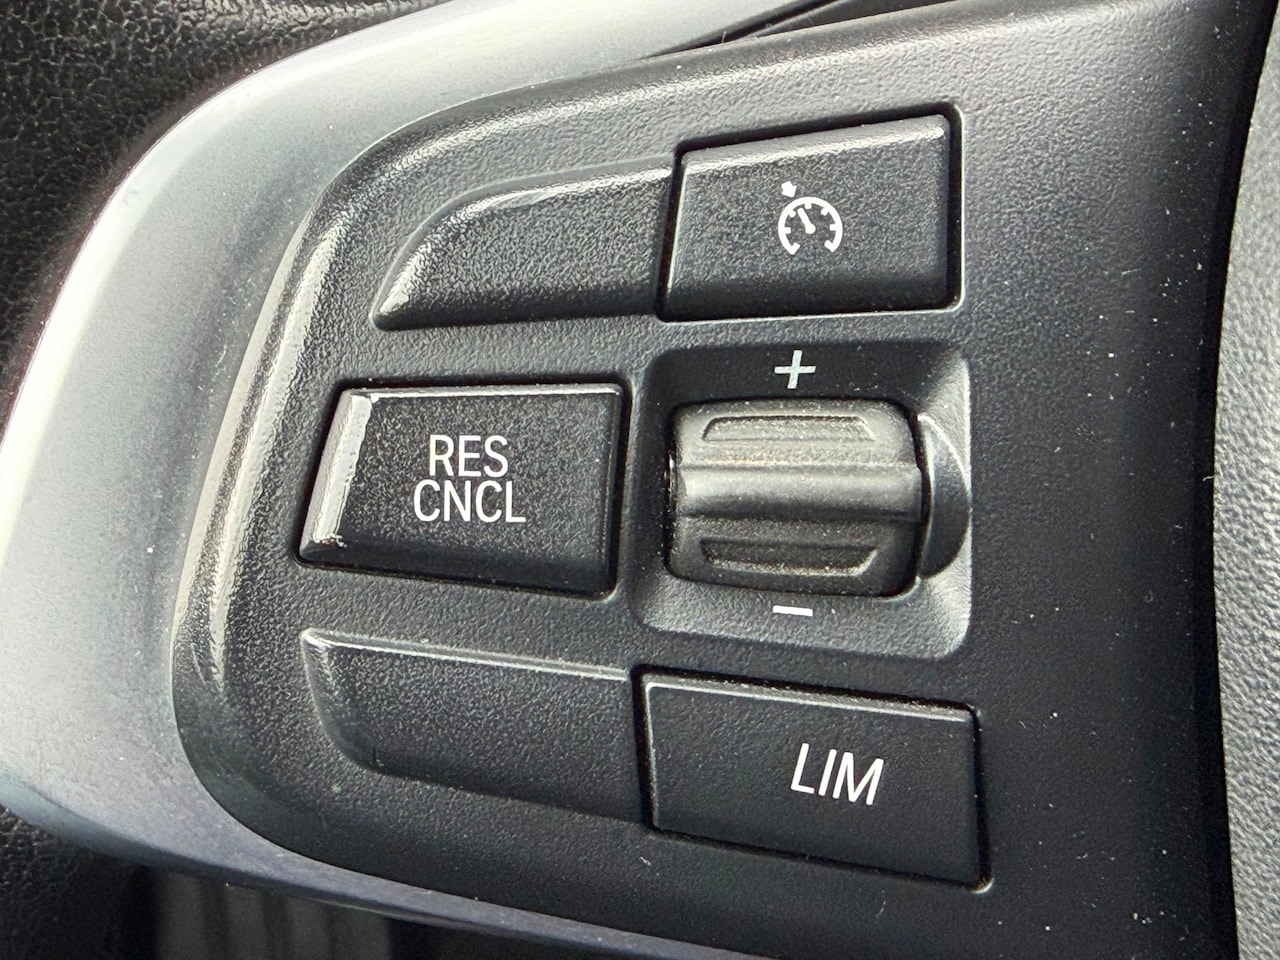 +
RES
CNCL
−
LIM